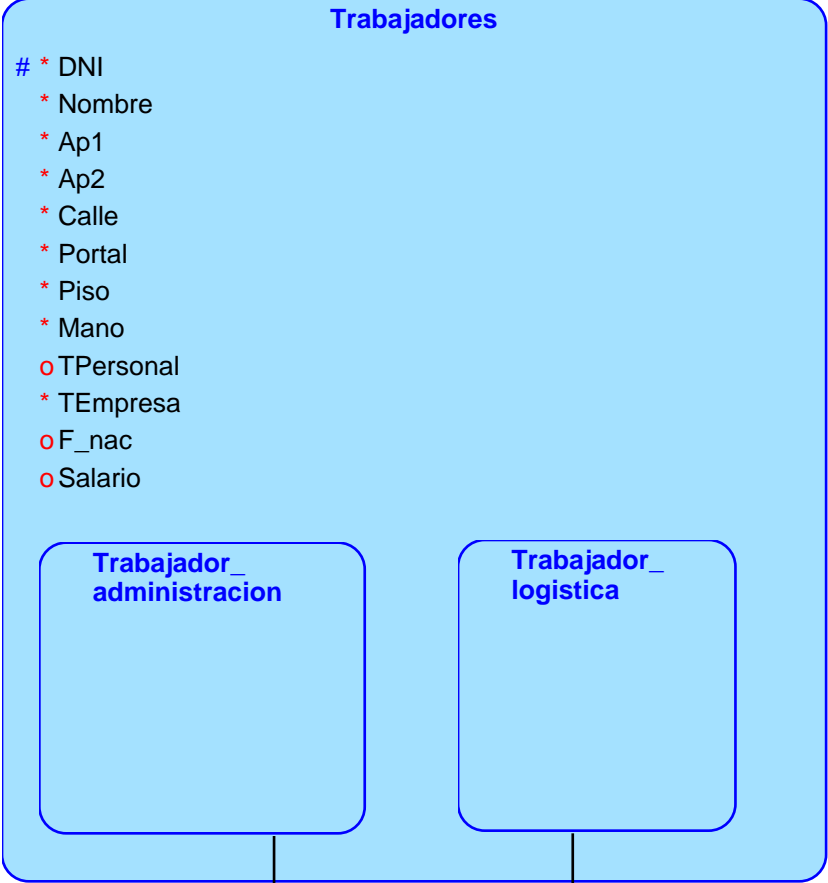 Trabajadores
# * DNI
* Nombre
* Ap1
* Ap2
* Calle
* Portal
* Piso
* Mano
o TPersonal
* TEmpresa
o F_nac
o Salario
Trabajador_
administracion
Trabajador_
logistica